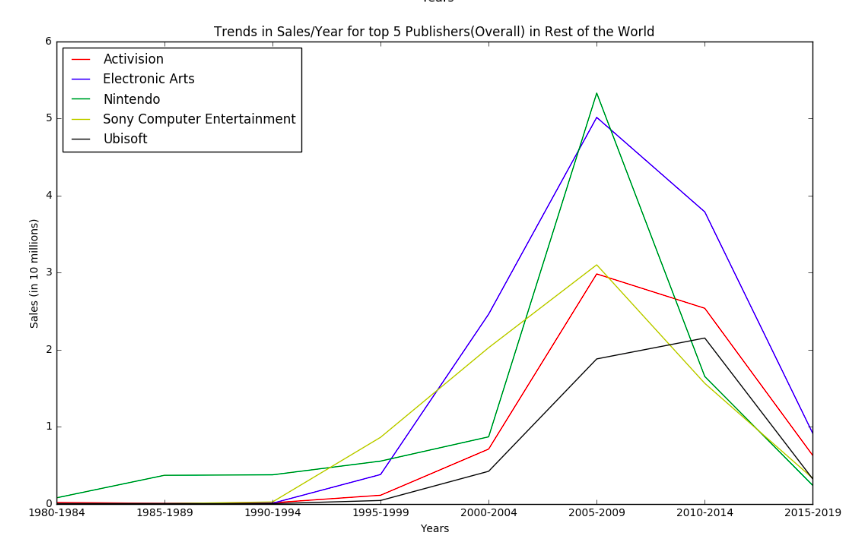 Years
Trends in Sales/Year for top 5 Publishers(Overall) in Rest of the World
6
5
4
3
2
1
0
Sales (in 10 millions)
Activision
Electronic Arts
Nintendo
Sony Computer Entertainment
Ubisoft
1980-1984 1985-1989 1990-1994 1995-1999 2000-2004 2005-2009 2010-2014 2015-2019
Years